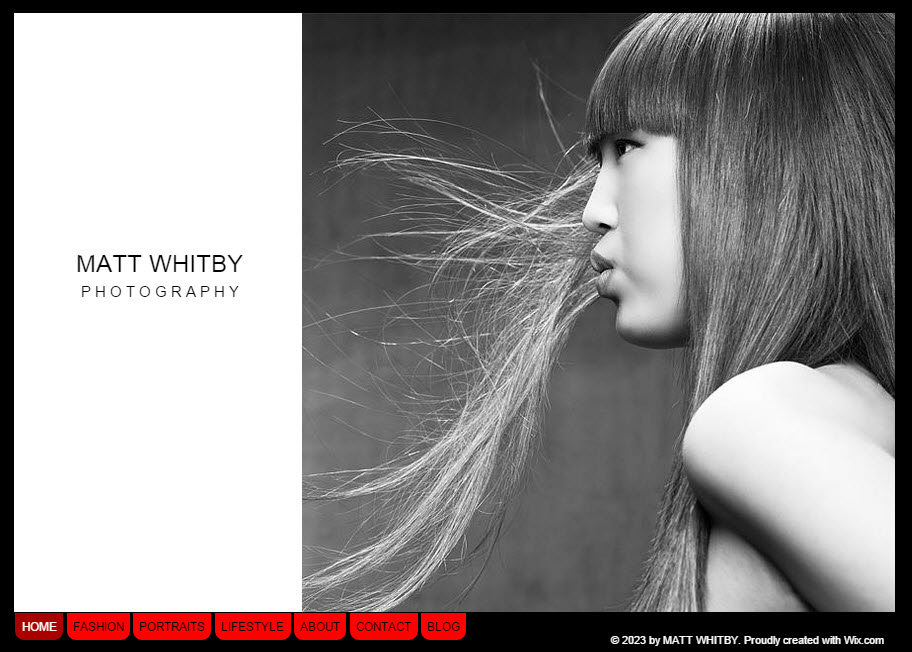 MATT WHITBY
PHOTOGRAPHY
HOME FASHION PORTRAITS LIFESTYLE ABOUT CONTACT BLOG
© 2023 by MATT WHITBY. Proudly created with Wix.com